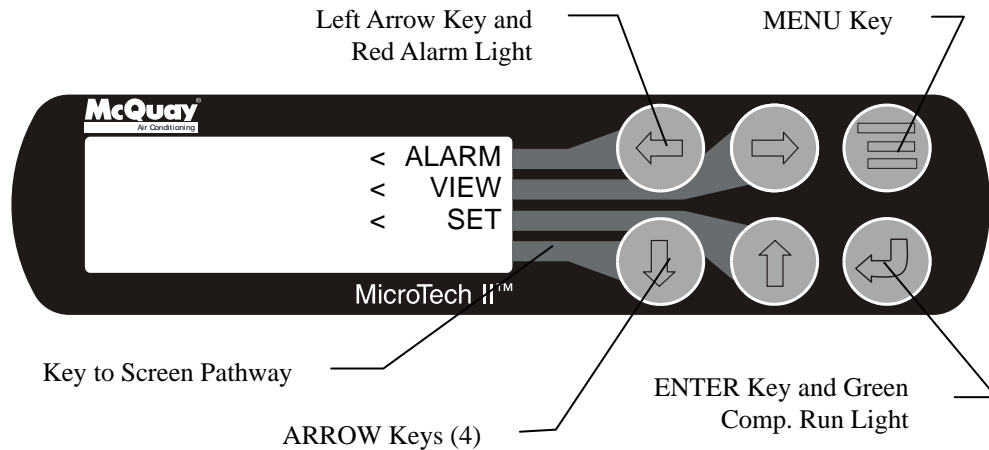 Left Arrow Key and
Red Alarm Light
MENU Key
McQuay®
Air Conditioning
< ALARM
< VIEW
< SET
MicroTech II™
Key to Screen Pathway
ENTER Key and Green
Comp. Run Light
ARROW Keys (4)